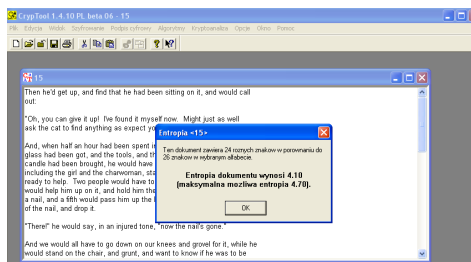 CrypTool 1.4.10 PL beta 06 - 15
Plik Edycja Widok Szyfrowanie Podpis cyfrowy Algorytmy Kryptoanaliza Opcje Okno Pomoc
15
Then he'd get up, and find that he had been sitting on it, and would call
out:
"Oh, you can give it up! I've found it myself now. Might just as well
ask the cat to find anything as expect yo
And, when half an hour had been spent in
glass had been got, and the tools, and th
candle had been brought, he would have
including the girl and the charwoman, sta
ready to help. Two people would have to
would help him up on it, and hold him the
a nail, and a fifth would pass him up the
of the nail, and drop it.
"There!" he would say, in an injured tone, "now the nail's gone."
And we would all have to go down on our knees and grovel for it, while he
would stand on the chair, and grunt, and want to know if he was to be
Entropia <15>
Ten dokument zawiera 24 roznych znakow w porownaniu do
26 znakow w wybranym alfabecie.
Entropia dokumentu wynosi 4.10
(maksymalna mozliwa entropia 4.70).
OK